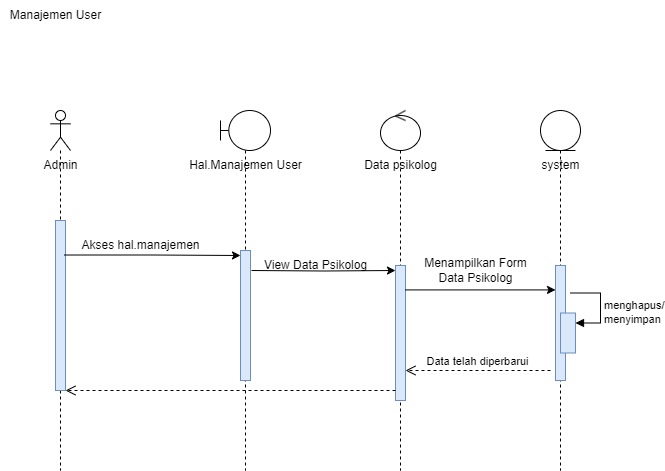 Manajemen User
Admin
Hal.Manajemen User
Data psikolog
system
Akses hal.manajemen
View Data Psikolog
Menampilkan Form
Data Psikolog
menghapus/
menyimpan
Data telah diperbarui